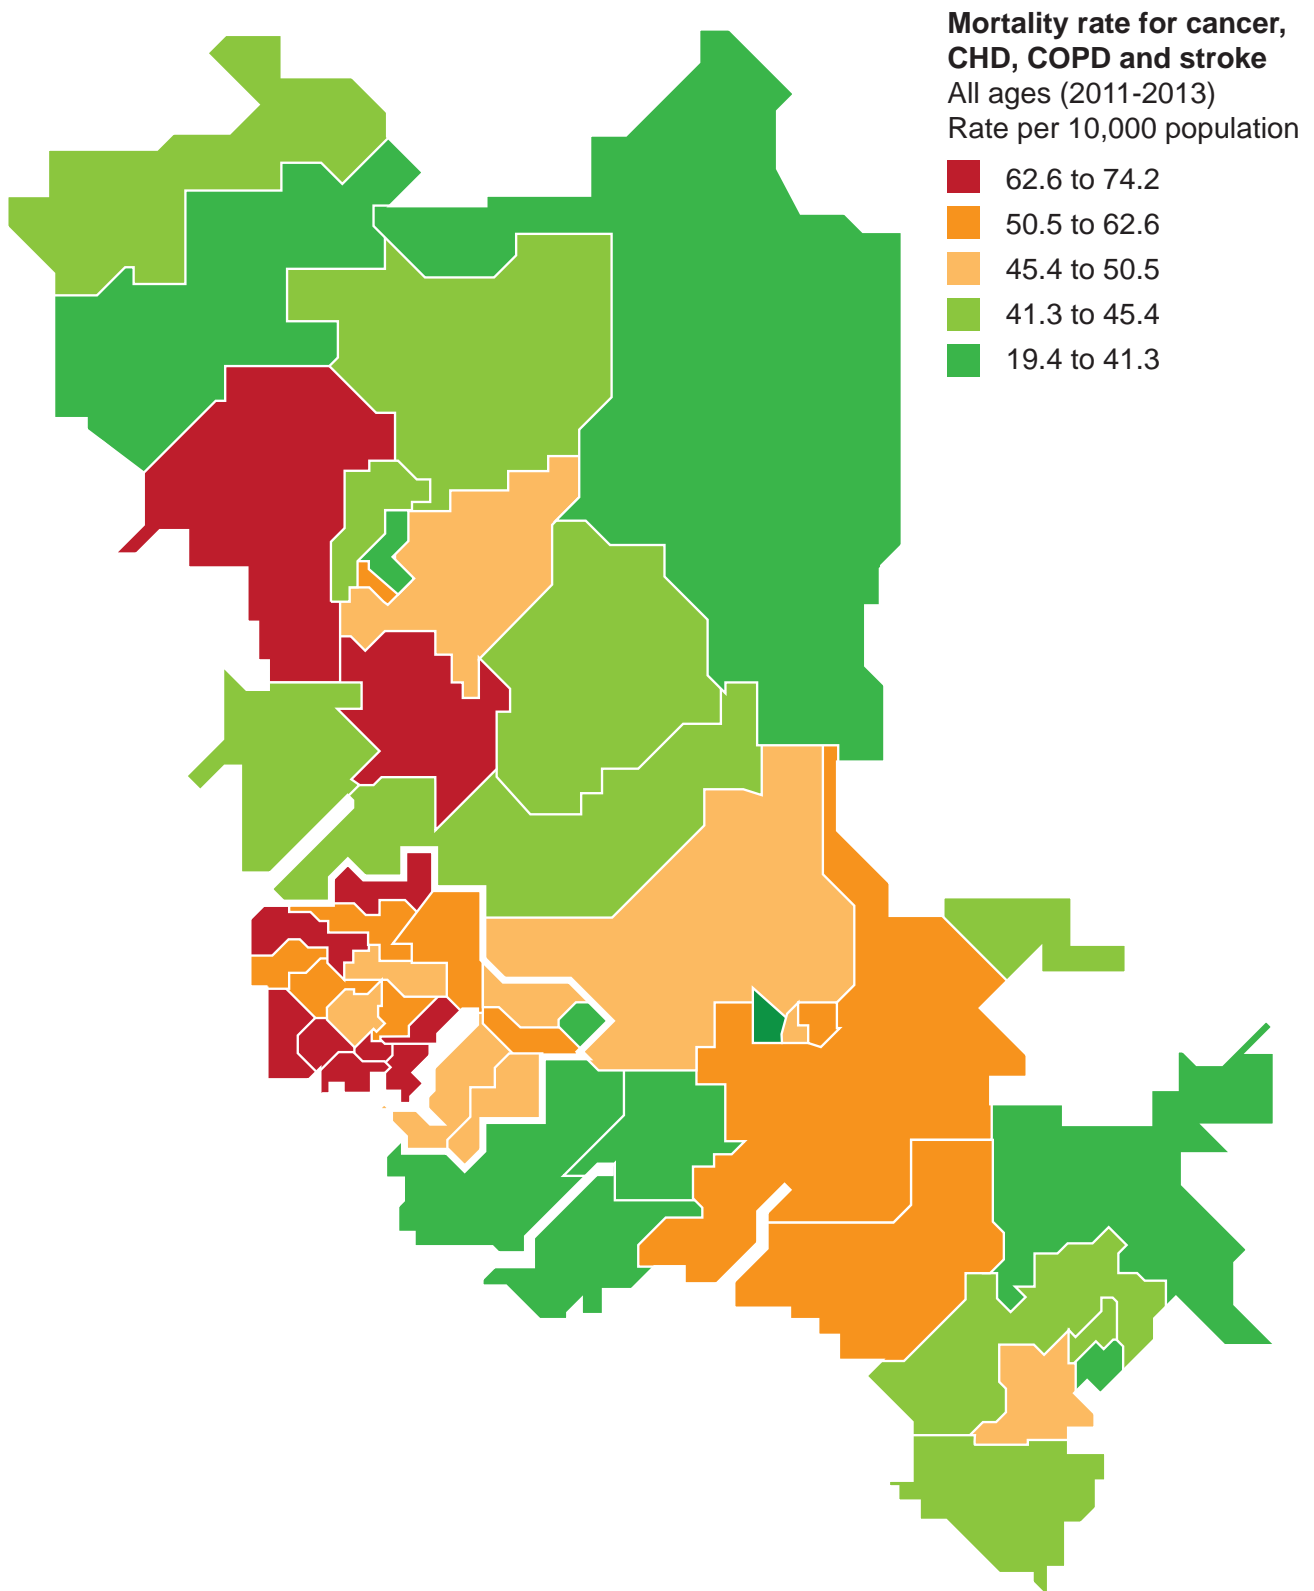 Mortality rate for cancer,
CHD, COPD and stroke
All ages (2011-2013)
Rate per 10,000 population
62.6 to 74.2
50.5 to 62.6
45.4 to 50.5
41.3 to 45.4
19.4 to 41.3